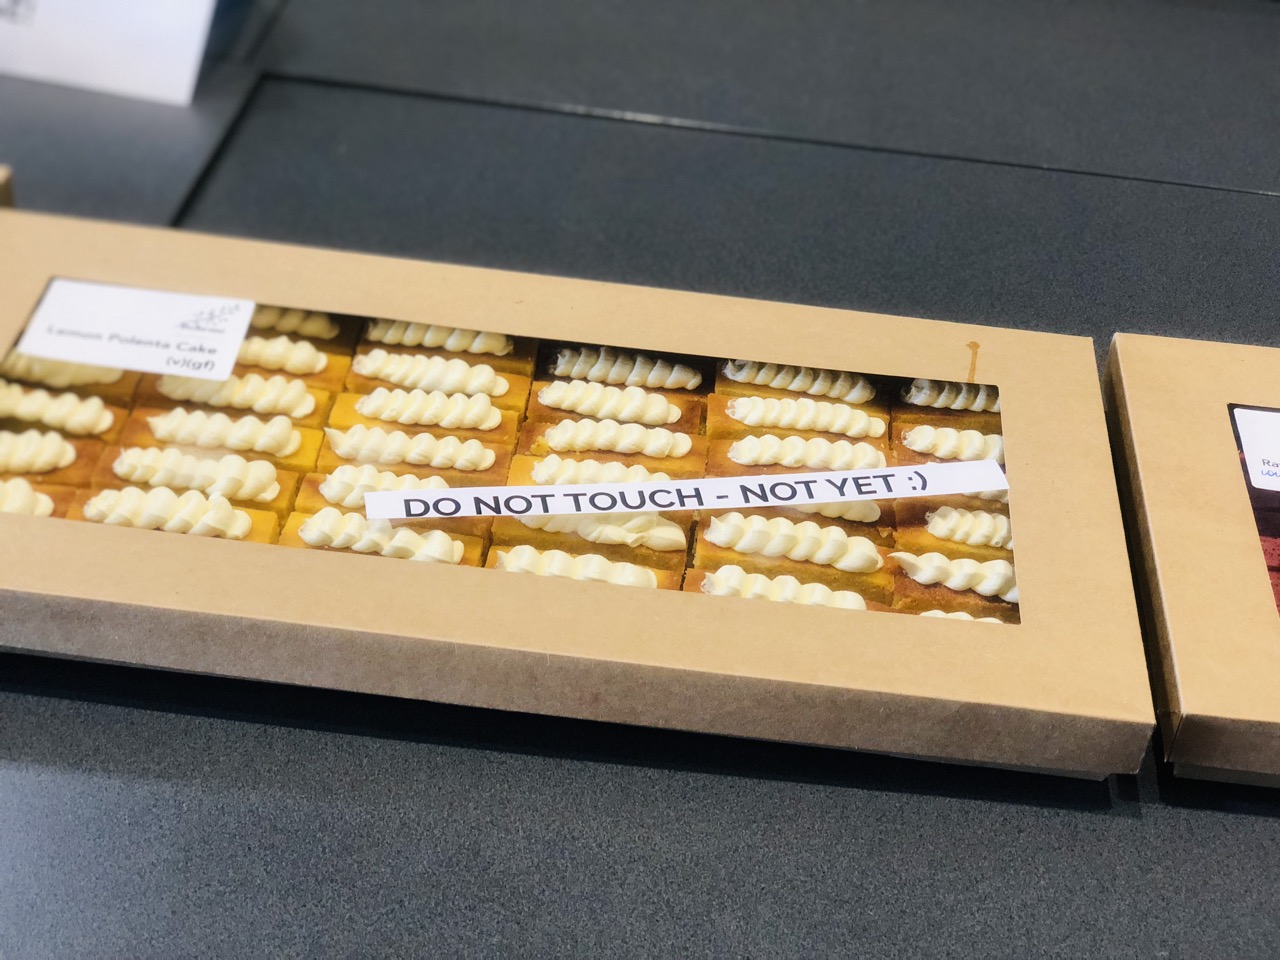 Lemon Polenta Cake
(v)(gf)
DO NOT TOUCH - NOT YET :)